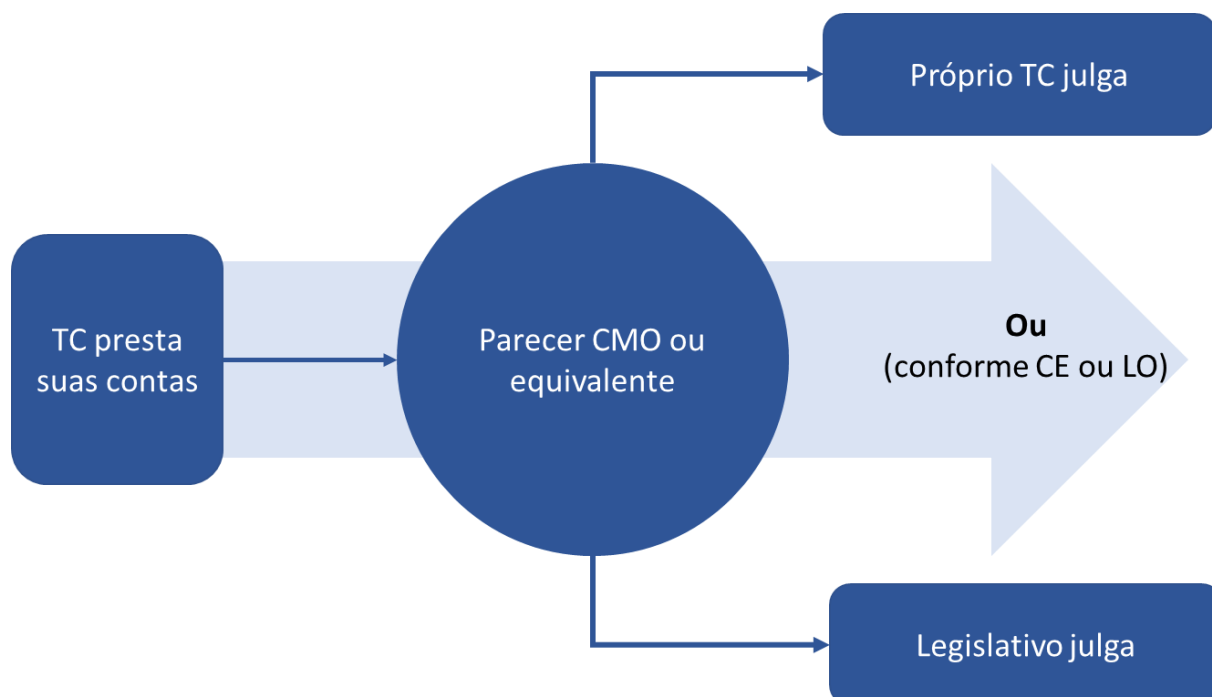 Próprio TC julga
TC presta
suas contas
Parecer CMO ou
equivalente
Ou
(conforme CE ou LO)
Legislativo julga